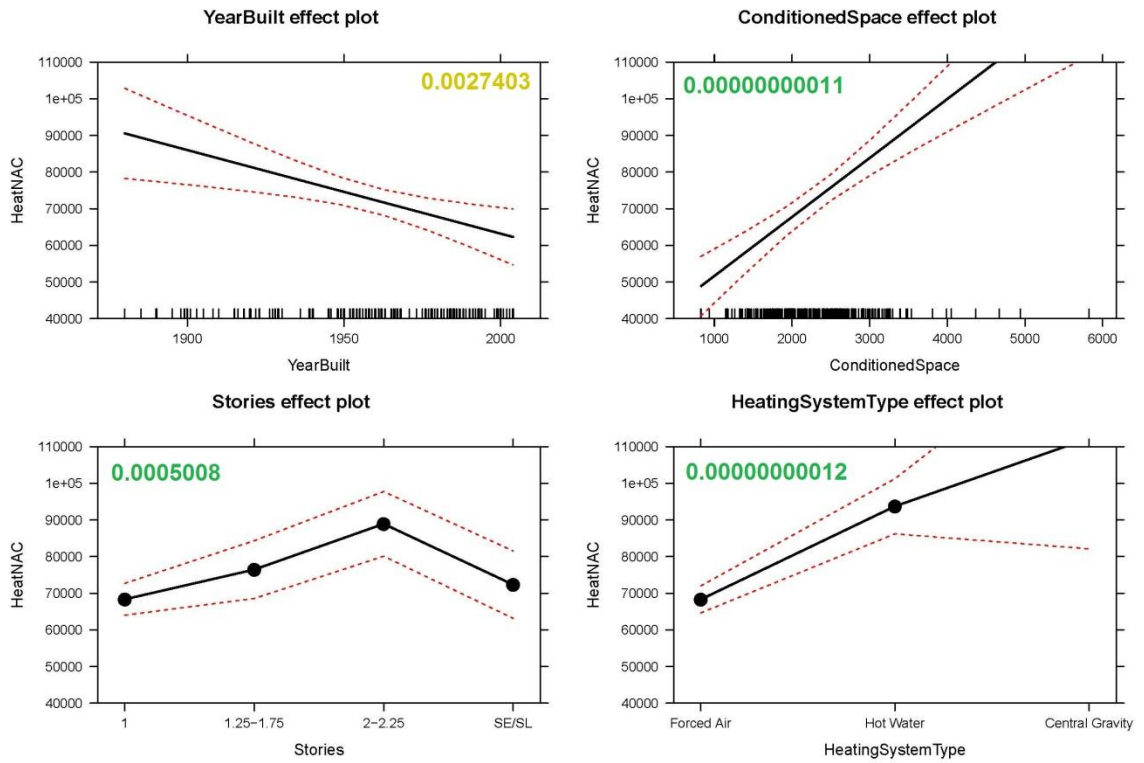 YearBuilt effect plot
0.0027403
HeatNAC
110000
1e+05
90000
80000
70000
60000
50000
40000
1900
1950
2000
YearBuilt
ConditionedSpace effect plot
0.00000000011
HeatNAC
110000
1e+05
90000
80000
70000
60000
50000
40000
1000
2000
3000
4000
5000
6000
ConditionedSpace
Stories effect plot
0.0005008
HeatNAC
110000
1e+05
90000
80000
70000
60000
50000
40000
1
1.25−1.75
2−2.25
SE/SL
Stories
HeatingSystemType effect plot
0.00000000012
HeatNAC
110000
1e+05
90000
80000
70000
60000
50000
40000
Forced Air
Hot Water
Central Gravity
HeatingSystemType